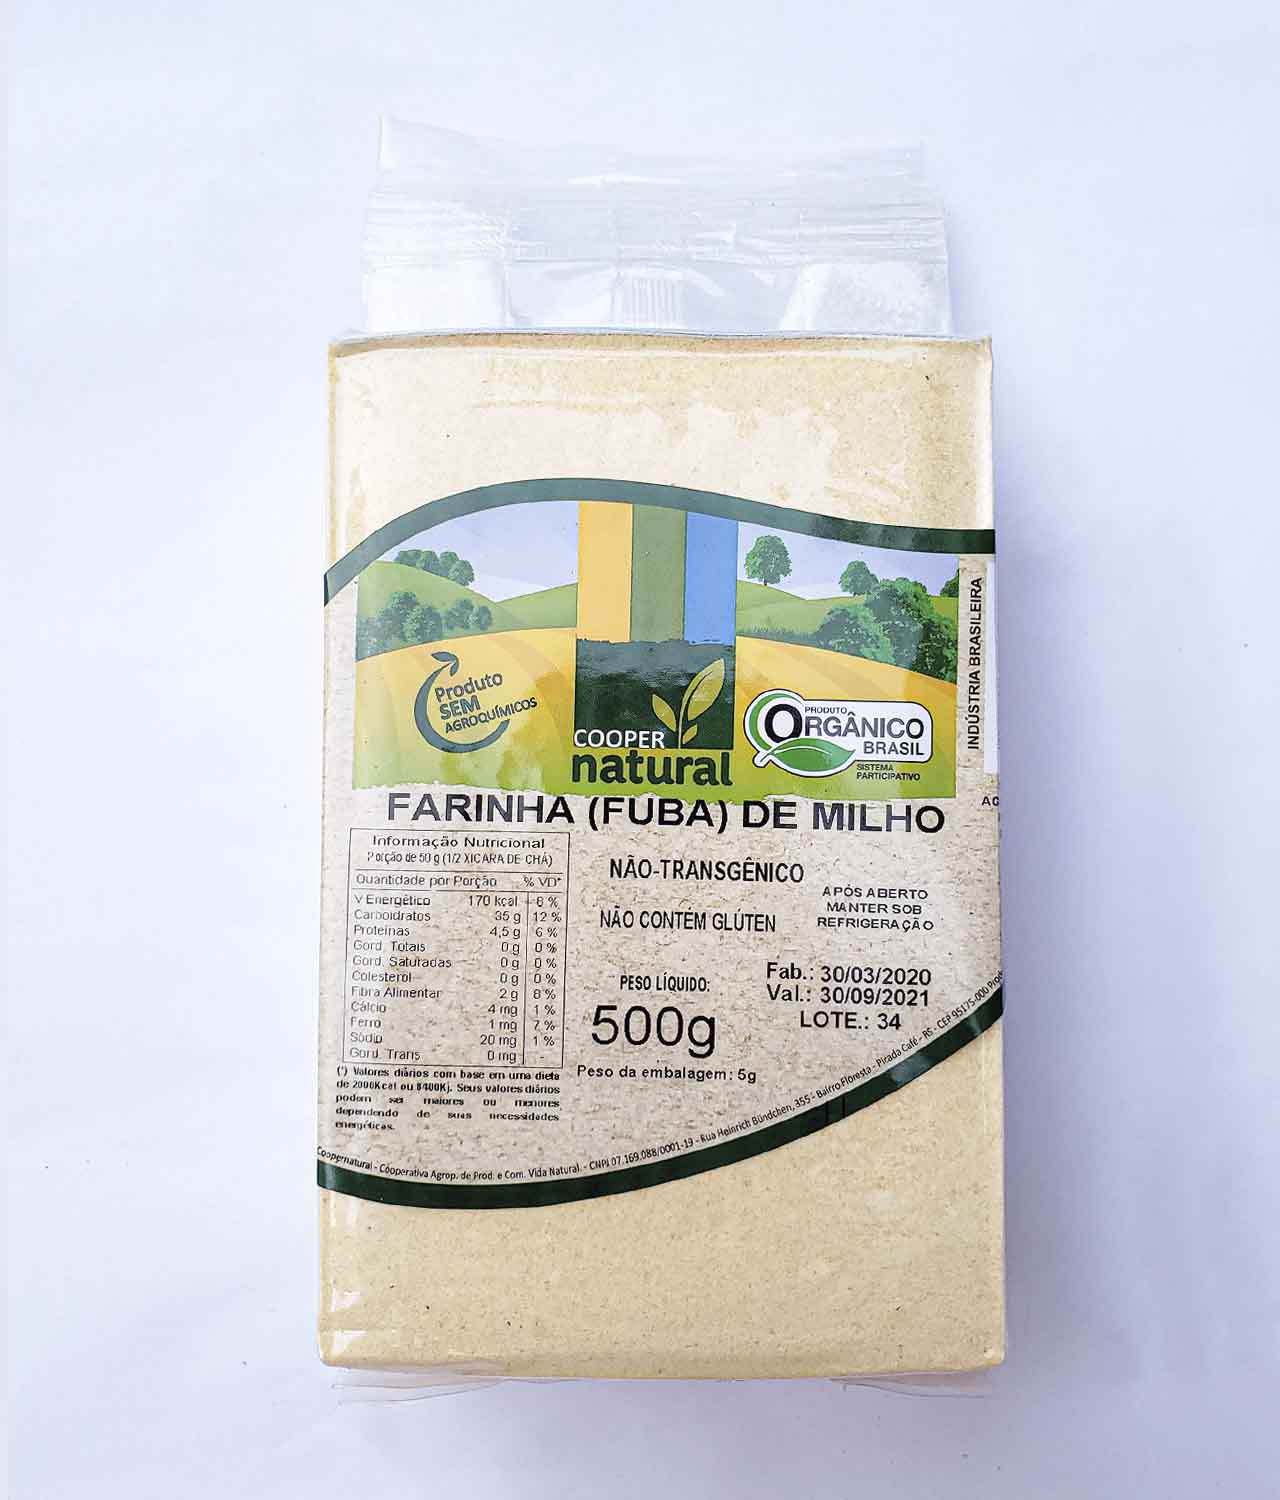 Produto
SEM
AGROQUÍMICOS
COOPER
natural
PRODUTO
ORGÂNICO
BRASIL
SISTEMA
PARTICIPATIVO
INDÚSTRIA BRASILEIRA
FARINHA (FUBA) DE MILHO
Informação Nutricional
Porção de 50 g (1/2 XICARA DE CHÁ)
Quantidade por Porção % VD*
V Energético 170 kcal 8 %
Carboidratos 35 g 12 %
Proteínas 4,5 g 6 %
Gord. Totais 0 g 0 %
Gord. Saturadas 0 g 0 %
Colesterol 0 g 0 %
Fibra Alimentar 2 g 8 %
Cálcio 4 mg 1 %
Ferro 1 mg 7 %
Sódio 20 mg 1 %
Gord. Trans 0 mg -
(*) Valores diários com base em uma dieta
de 2000Kcal ou 8400Kj. Seus valores diários
podem ser maiores ou menores
dependendo de suas necessidades
energéticas.
NÃO-TRANSGÊNICO
NÃO CONTÉM GLÚTEN
APÓS ABERTO
MANTER SOB
REFRIGERAÇÃO
PESO LÍQUIDO:
500g
Peso da embalagem: 5g
Fab.: 30/03/2020
Val.: 30/09/2021
LOTE.: 34
AG
Coopernatural - Cooperativa Agrop. de Prod. e Com. Vida Natural. - CNPJ 07.169.088/0001-19 - Rua Heinrich Bündchen, 355 - Bairro Floresta - Pirada Café - RS - CEP 95175-000 Prod